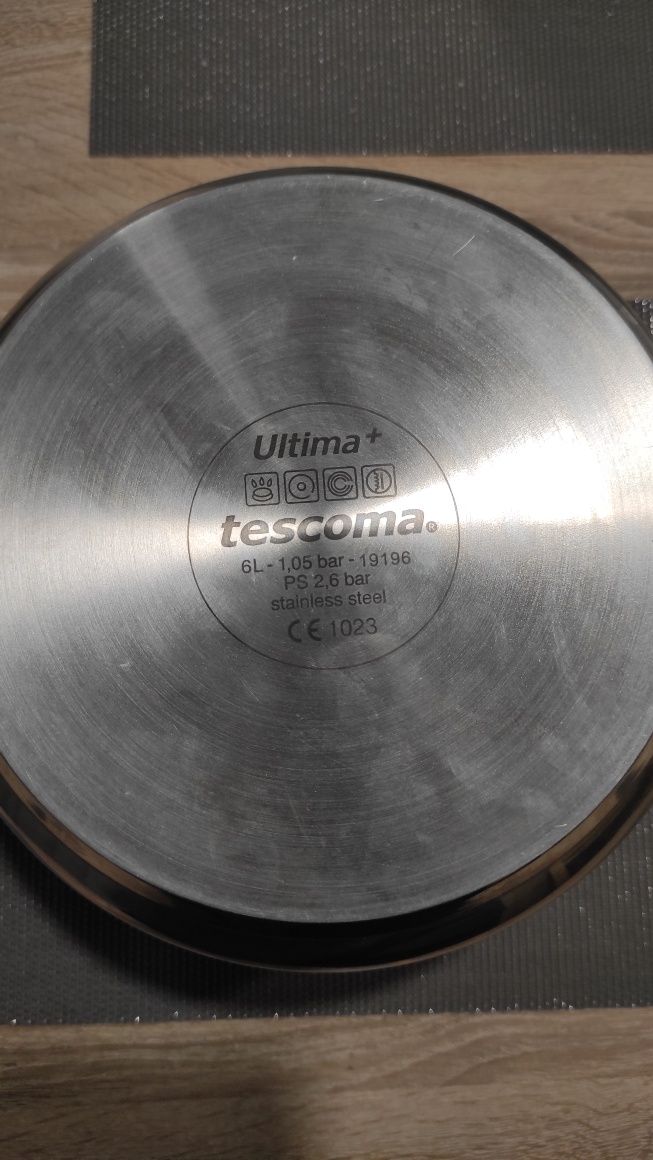 Ultima+
tescoma®
6L - 1,05 bar - 19196
PS 2,6 bar
stainless steel
CE 1023